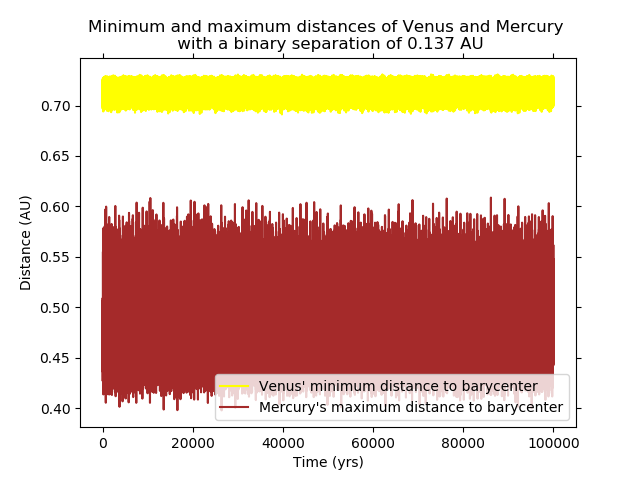 Minimum and maximum distances of Venus and Mercury
with a binary separation of 0.137 AU
0.70
0.65
0.60
0.55
0.50
0.45
0.40
Distance (AU)
Venus' minimum distance to barycenter
Mercury's maximum distance to barycenter
0 20000 40000 60000 80000 100000
Time (yrs)